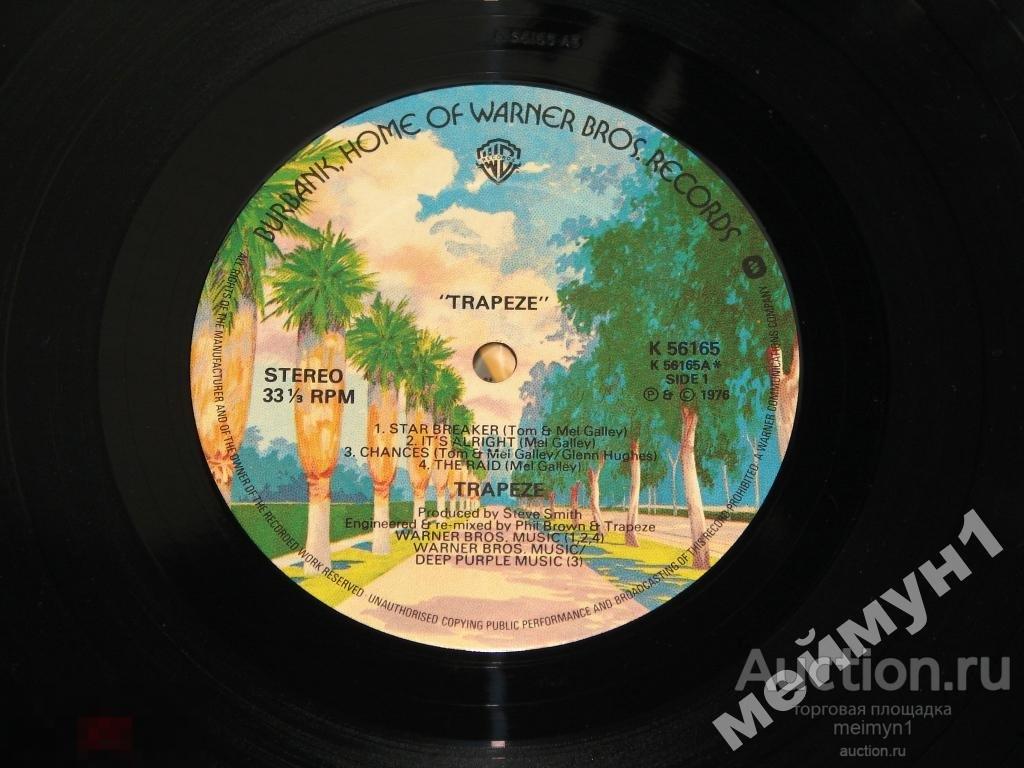 K 56165 A3
BURBANK, HOME OF WARNER BROS. RECORDS
RECORDS
"TRAPEZE"
STEREO
33 1/3 RPM
K 56165
K 56165A*
SIDE 1
℗ & © 1976
1. STAR BREAKER (Tom & Mel Galley)
2. IT'S ALRIGHT (Mel Galley)
3. CHANCES (Tom & Mel Galley/Glenn Hughes)
4. THE RAID (Mel Galley)
TRAPEZE
Produced by Steve Smith
Engineered & re-mixed by Phil Brown & Trapeze
WARNER BROS. MUSIC (1,2,4)
WARNER BROS. MUSIC/
DEEP PURPLE MUSIC (3)
ALL RIGHTS OF THE MANUFACTURER AND OF THE OWNER OF THE RECORDED WORK RESERVED · UNAUTHORISED COPYING PUBLIC PERFORMANCE AND BROADCASTING OF THIS RECORD PROHIBITED. A WARNER COMMUNICATIONS COMPANY
меймун1
Auction.ru
торговая площадка
meimyn1
auction.ru